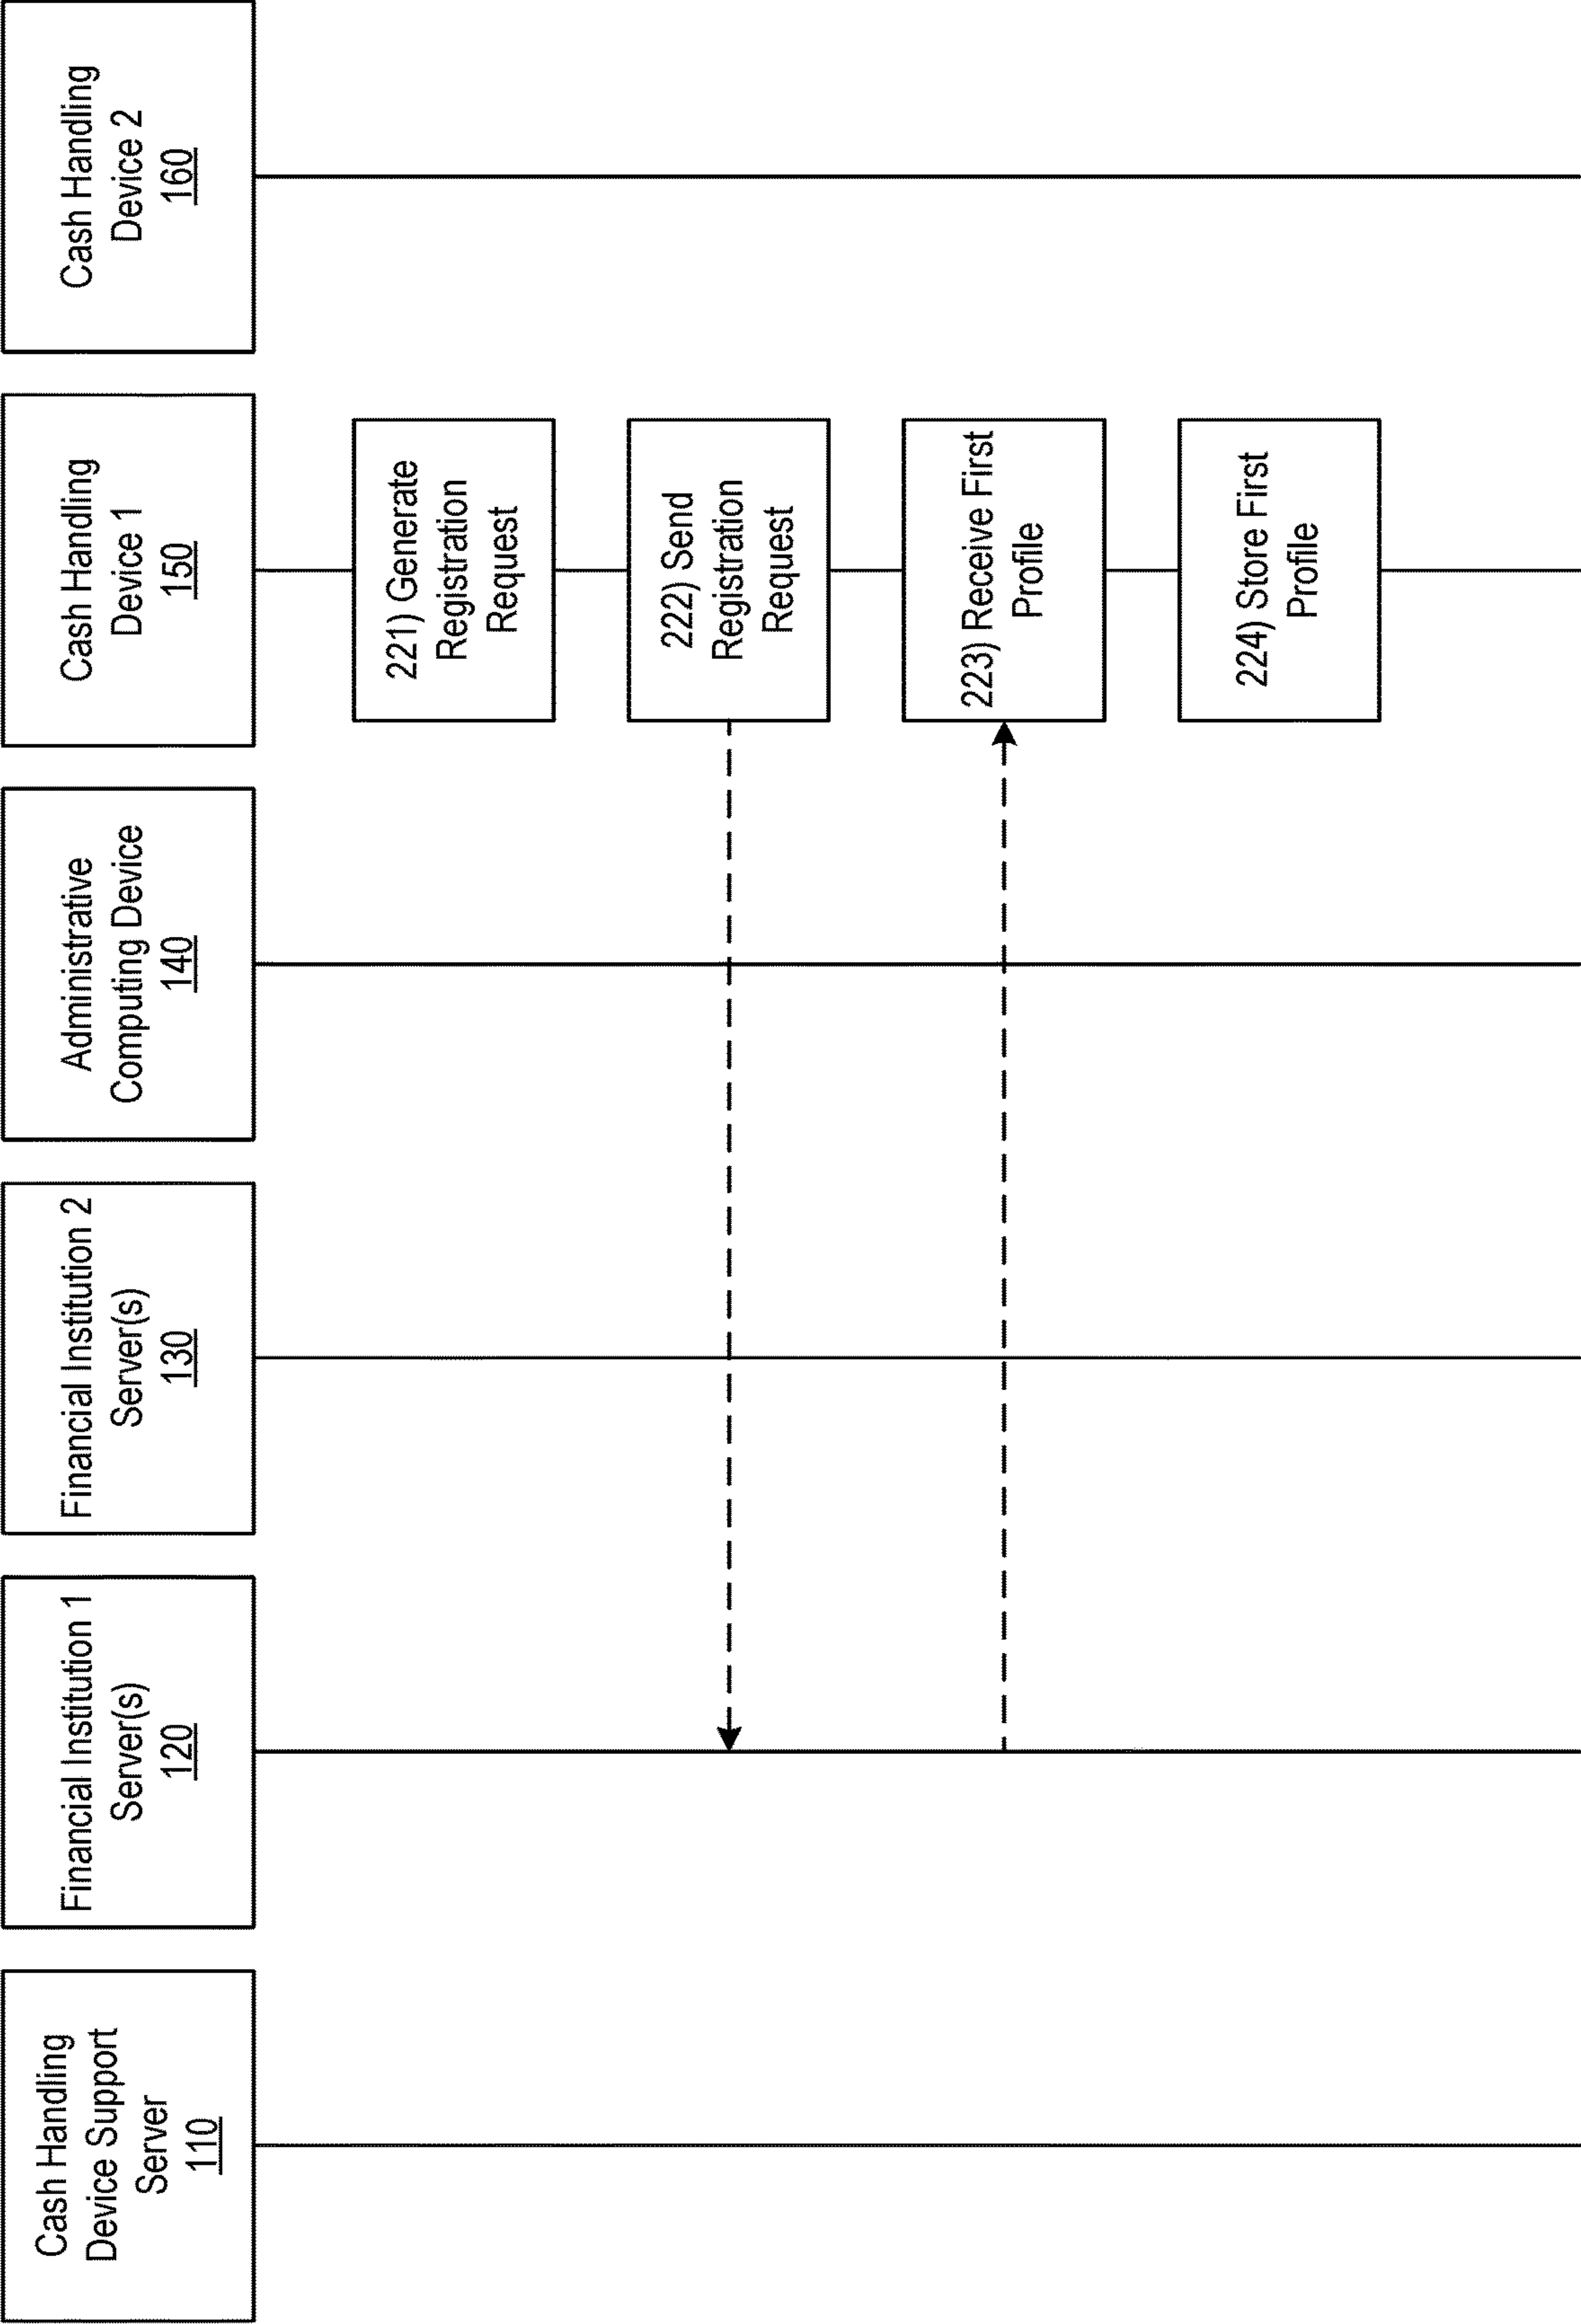 Cash Handling
Device Support
Server
110
Financial Institution 1
Server(s)
120
Financial Institution 2
Server(s)
130
Administrative
Computing Device
140
Cash Handling
Device 1
150
Cash Handling
Device 2
160
221) Generate
Registration
Request
222) Send
Registration
Request
223) Receive First
Profile
224) Store First
Profile